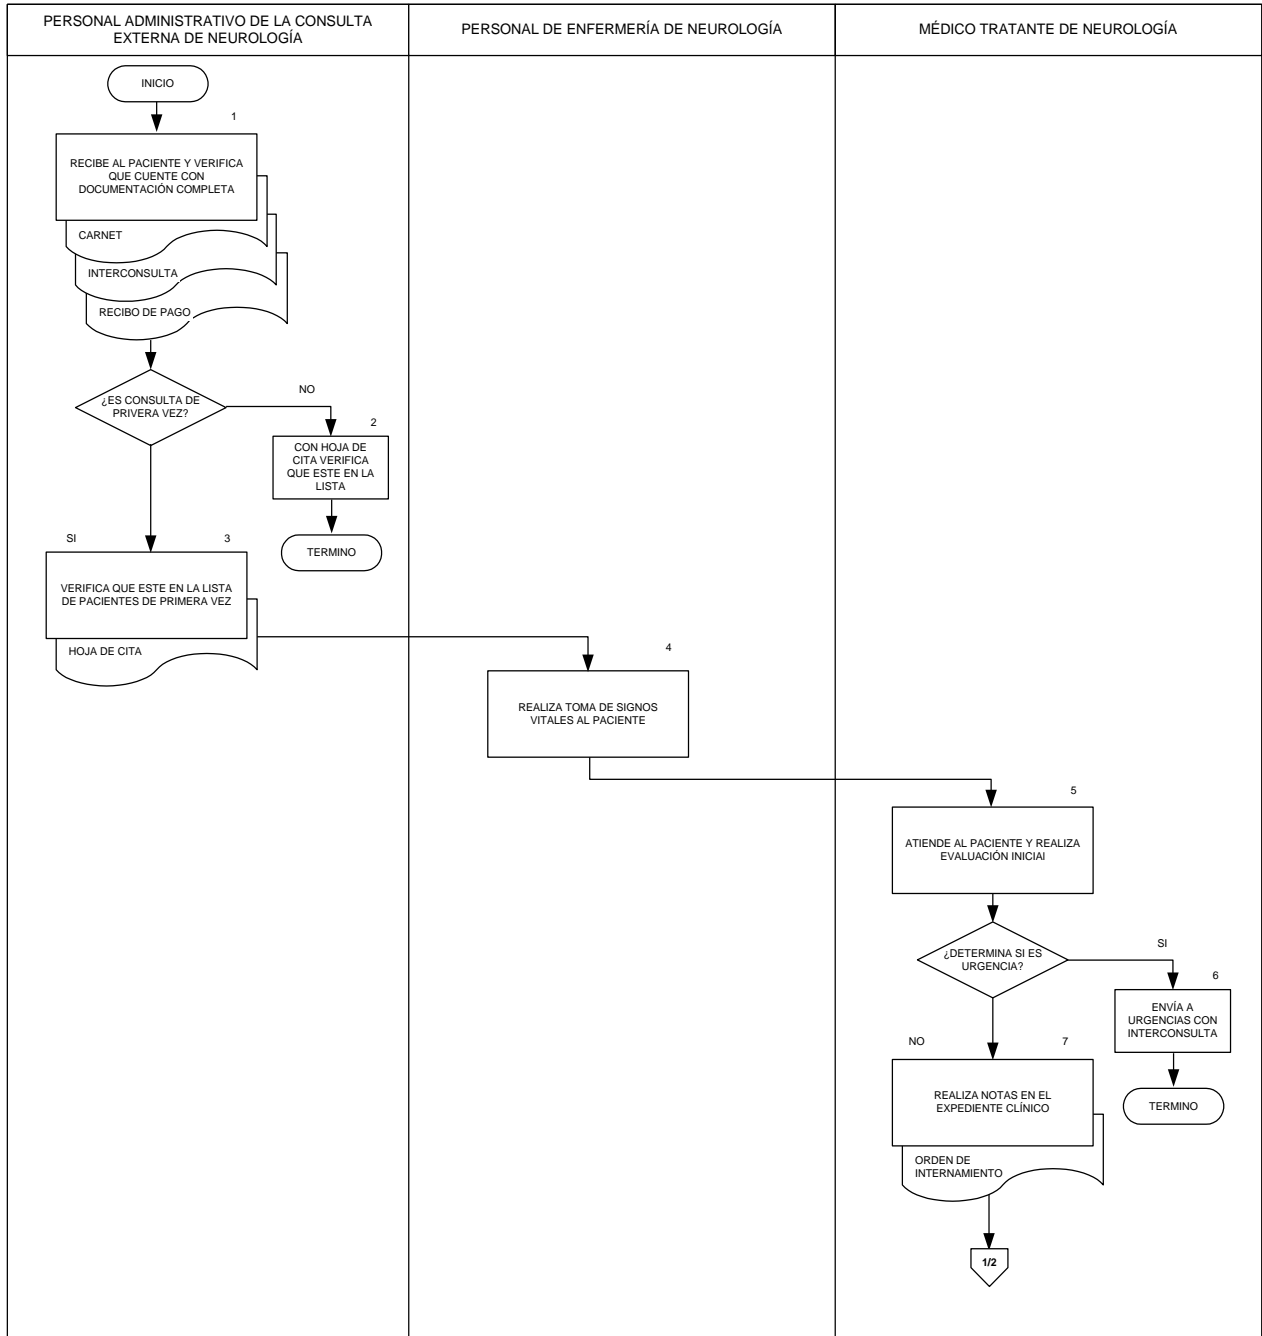 PERSONAL ADMINISTRATIVO DE LA CONSULTA
EXTERNA DE NEUROLOGÍA
PERSONAL DE ENFERMERÍA DE NEUROLOGÍA
MÉDICO TRATANTE DE NEUROLOGÍA
INICIO
1
RECIBE AL PACIENTE Y VERIFICA
QUE CUENTE CON
DOCUMENTACIÓN COMPLETA
CARNET
INTERCONSULTA
RECIBO DE PAGO
¿ES CONSULTA DE
PRIVERA VEZ?
NO
2
CON HOJA DE
CITA VERIFICA
QUE ESTE EN LA
LISTA
TERMINO
SI
3
VERIFICA QUE ESTE EN LA LISTA
DE PACIENTES DE PRIMERA VEZ
HOJA DE CITA
4
REALIZA TOMA DE SIGNOS
VITALES AL PACIENTE
5
ATIENDE AL PACIENTE Y REALIZA
EVALUACIÓN INICIAl
¿DETERMINA SI ES
URGENCIA?
SI
6
ENVÍA A
URGENCIAS CON
INTERCONSULTA
TERMINO
NO
7
REALIZA NOTAS EN EL
EXPEDIENTE CLÍNICO
ORDEN DE
INTERNAMIENTO
1/2